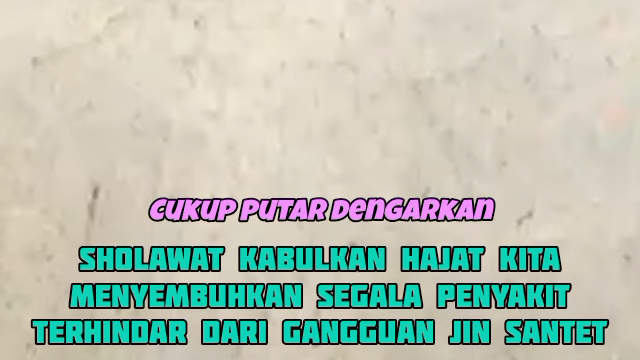 CUKUP PUTAR DENGARKAN
SHOLAWAT KABULKAN HAJAT KITA
MENYEMBUHKAN SEGALA PENYAKIT
TERHINDAR DARI GANGGUAN JIN SANTET